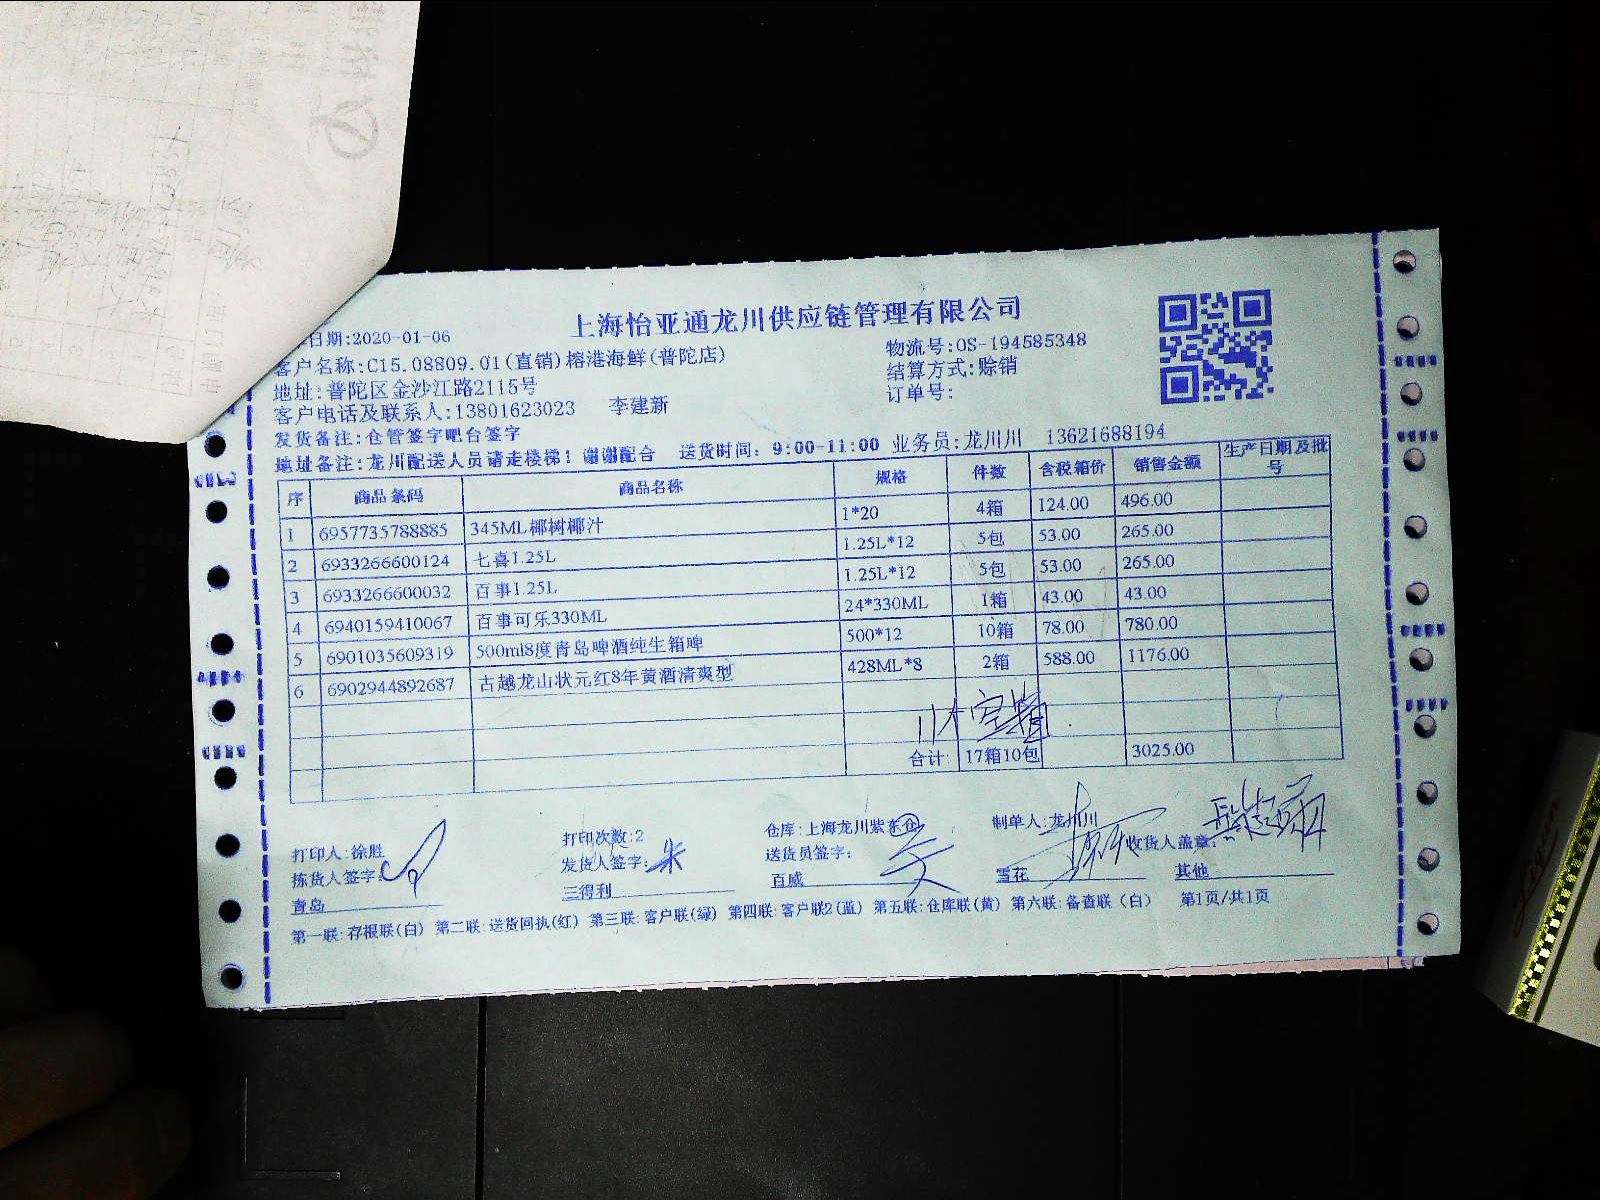 上海怡亚通龙川供应链管理有限公司
日期:2020-01-06
物流号:OS-194585348
客户名称:C15.08809.01(直销)榕港海鲜(普陀店)
结算方式:赊销
地址:普陀区金沙江路2115号
订单号:
客户电话及联系人:13801623023 李建新
发货备注:仓管签字吧台签字
地址备注:龙川配送人员请走楼梯! 谢谢配合 送货时间: 9:00-11:00 业务员:龙川川 13621688194
序 商品条码 商品名称 规格 件数 含税箱价 销售金额 生产日期及批号
1 6957735788885 345ML椰树椰汁 1*20 4箱 124.00 496.00
2 6933266600124 七喜1.25L 1.25L*12 5包 53.00 265.00
3 6933266600032 百事1.25L 1.25L*12 5包 53.00 265.00
4 6940159410067 百事可乐330ML 24*330ML 1箱 43.00 43.00
5 6901035609319 500ml8度青岛啤酒纯生箱啤 500*12 10箱 78.00 780.00
6 6902944892687 古越龙山状元红8年黄酒清爽型 428ML*8 2箱 588.00 1176.00
合计: 17箱10包 3025.00
打印人:徐胜 打印次数:2 仓库:上海龙川紫东仓 制单人:龙川川
拣货人签字: 发货人签字: 朱 送货员签字: 收货人盖章:
青岛 三得利 百威 雪花 其他
第一联:存根联(白) 第二联:送货回执(红) 第三联:客户联(绿) 第四联:客户联2(蓝) 第五联:仓库联(黄) 第六联:备查联(白) 第1页/共1页